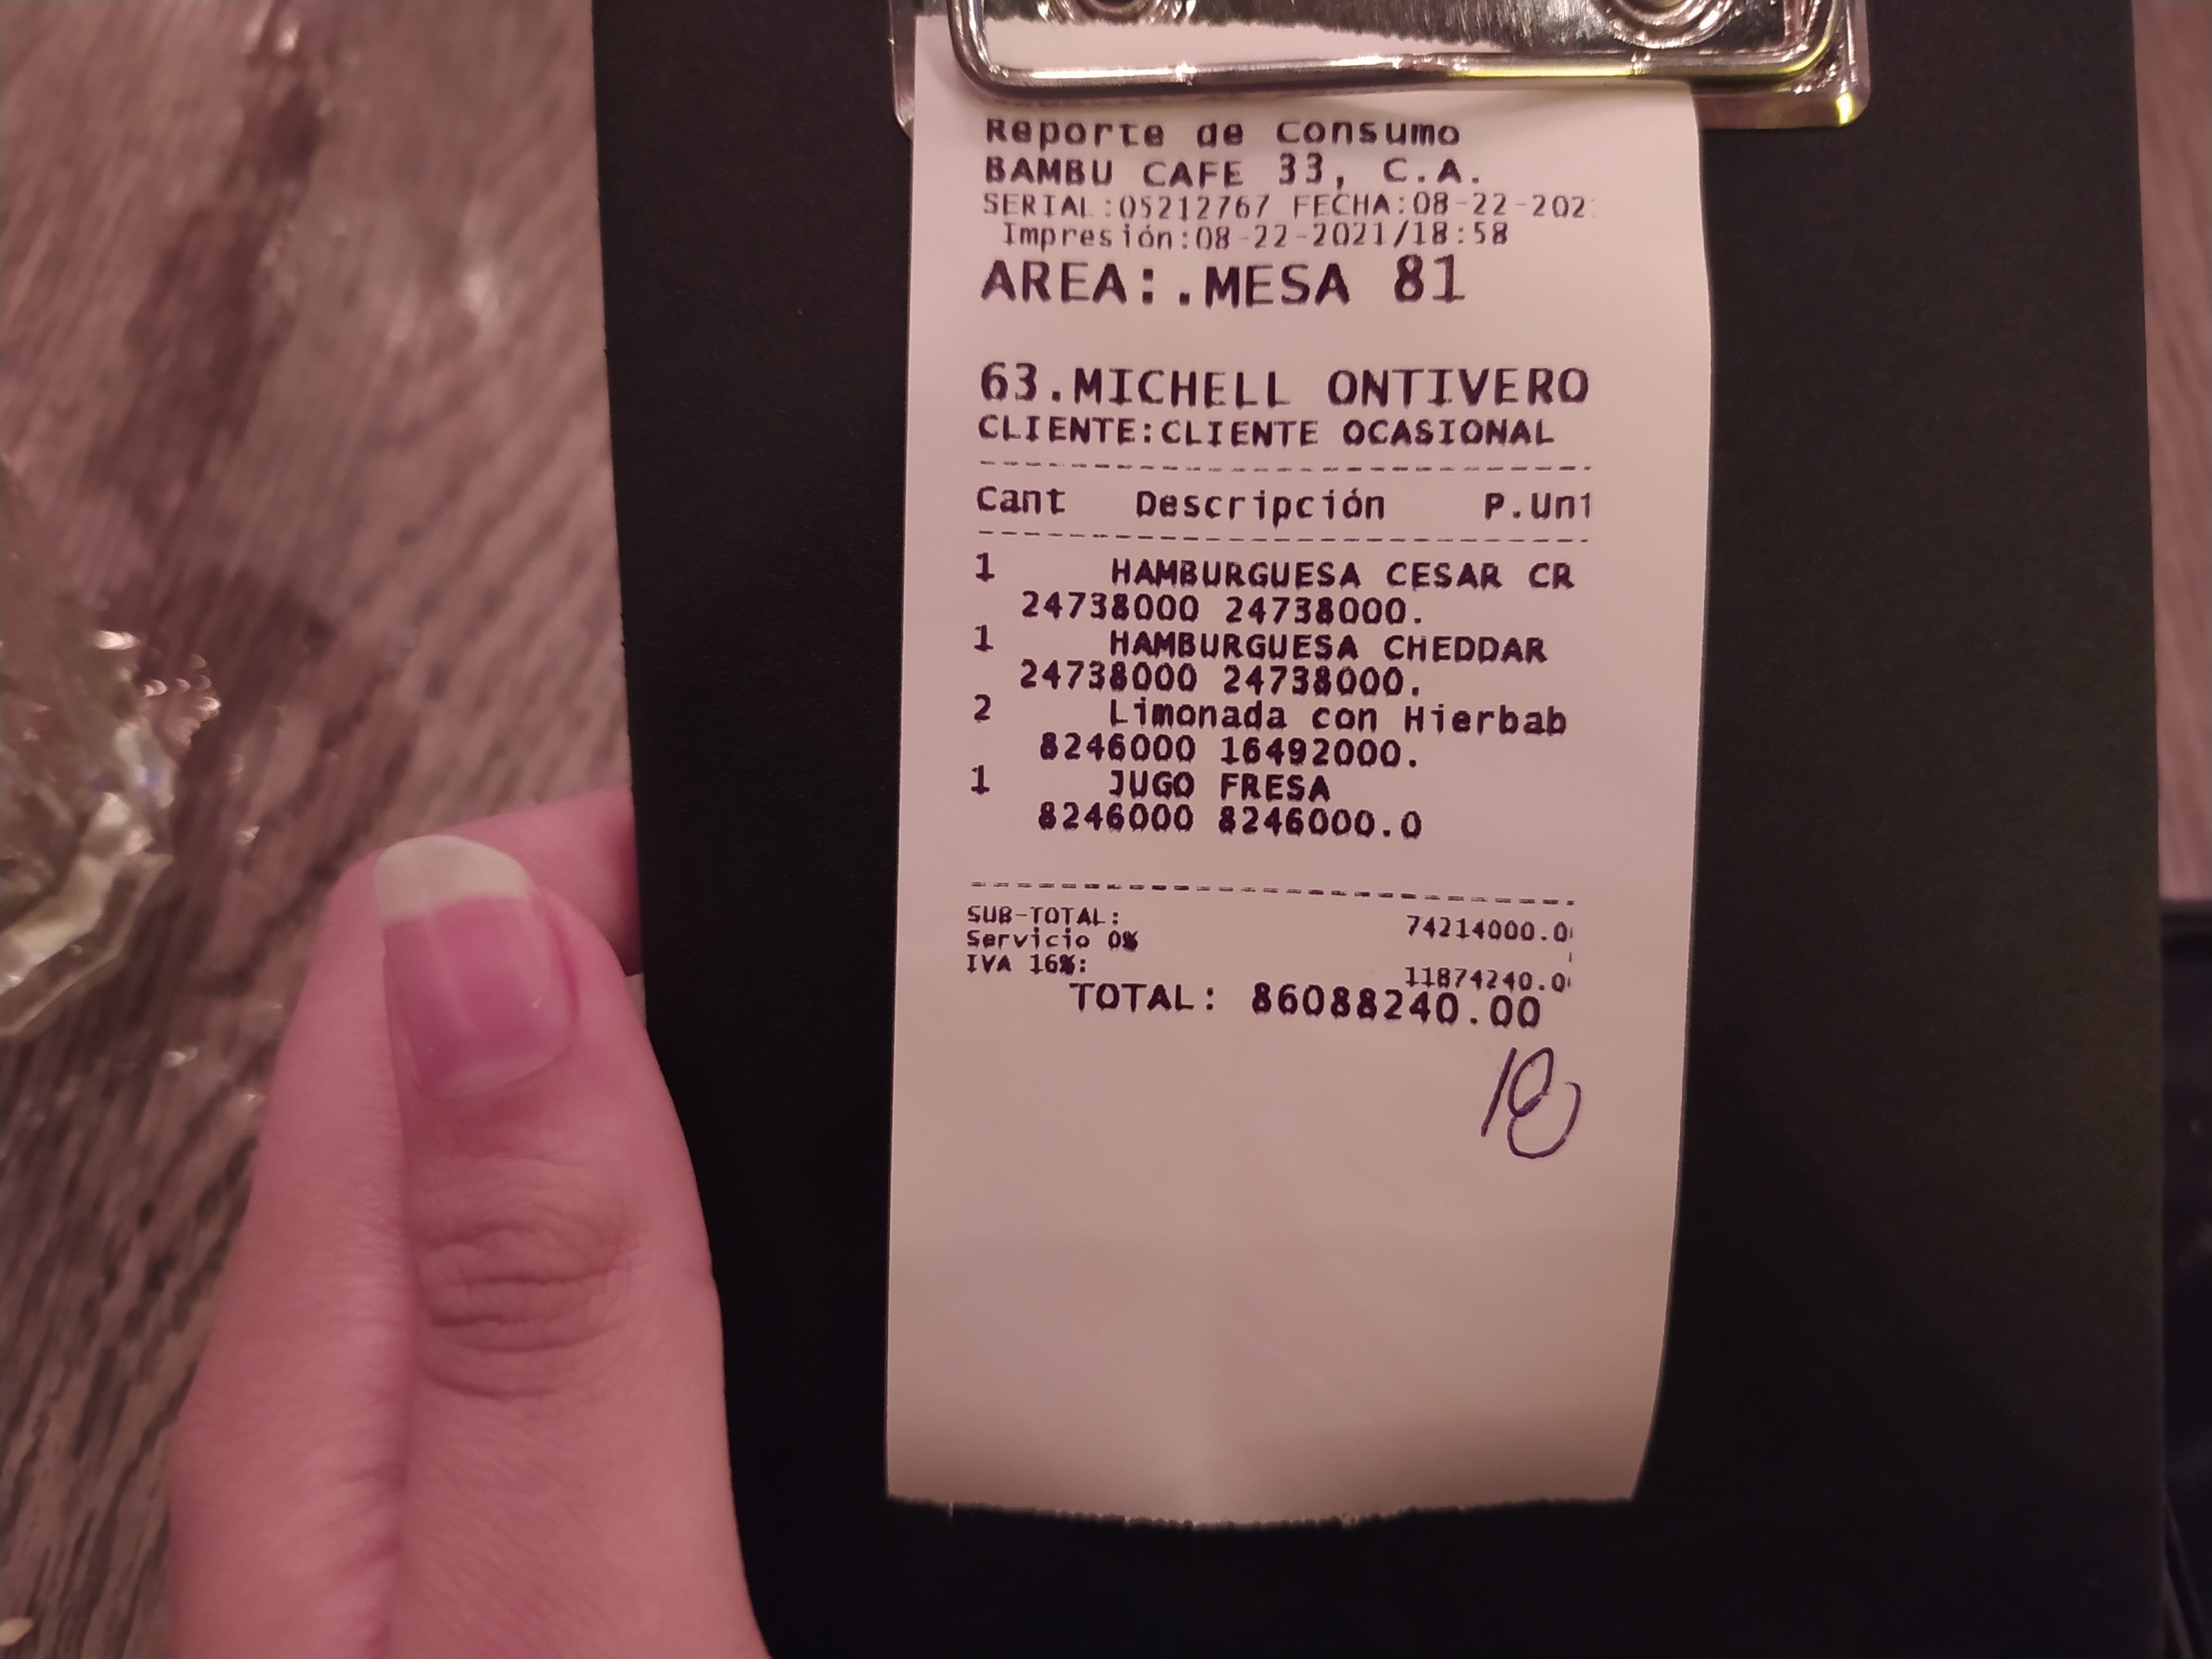 Reporte de Consumo
BAMBU CAFE 33, C.A.
SERIAL:05212767 FECHA:08-22-202
Impresión:08-22-2021/18:58
AREA:.MESA 81
63.MICHELL ONTIVERO
CLIENTE:CLIENTE OCASIONAL
Cant Descripción P.Uni
1 HAMBURGUESA CESAR CR
24738000 24738000.
1 HAMBURGUESA CHEDDAR
24738000 24738000.
2 Limonada con Hierbab
8246000 16492000.
1 JUGO FRESA
8246000 8246000.0
SUB-TOTAL: 74214000.0
Servicio 0%
IVA 16%: 11874240.0
TOTAL: 86088240.00